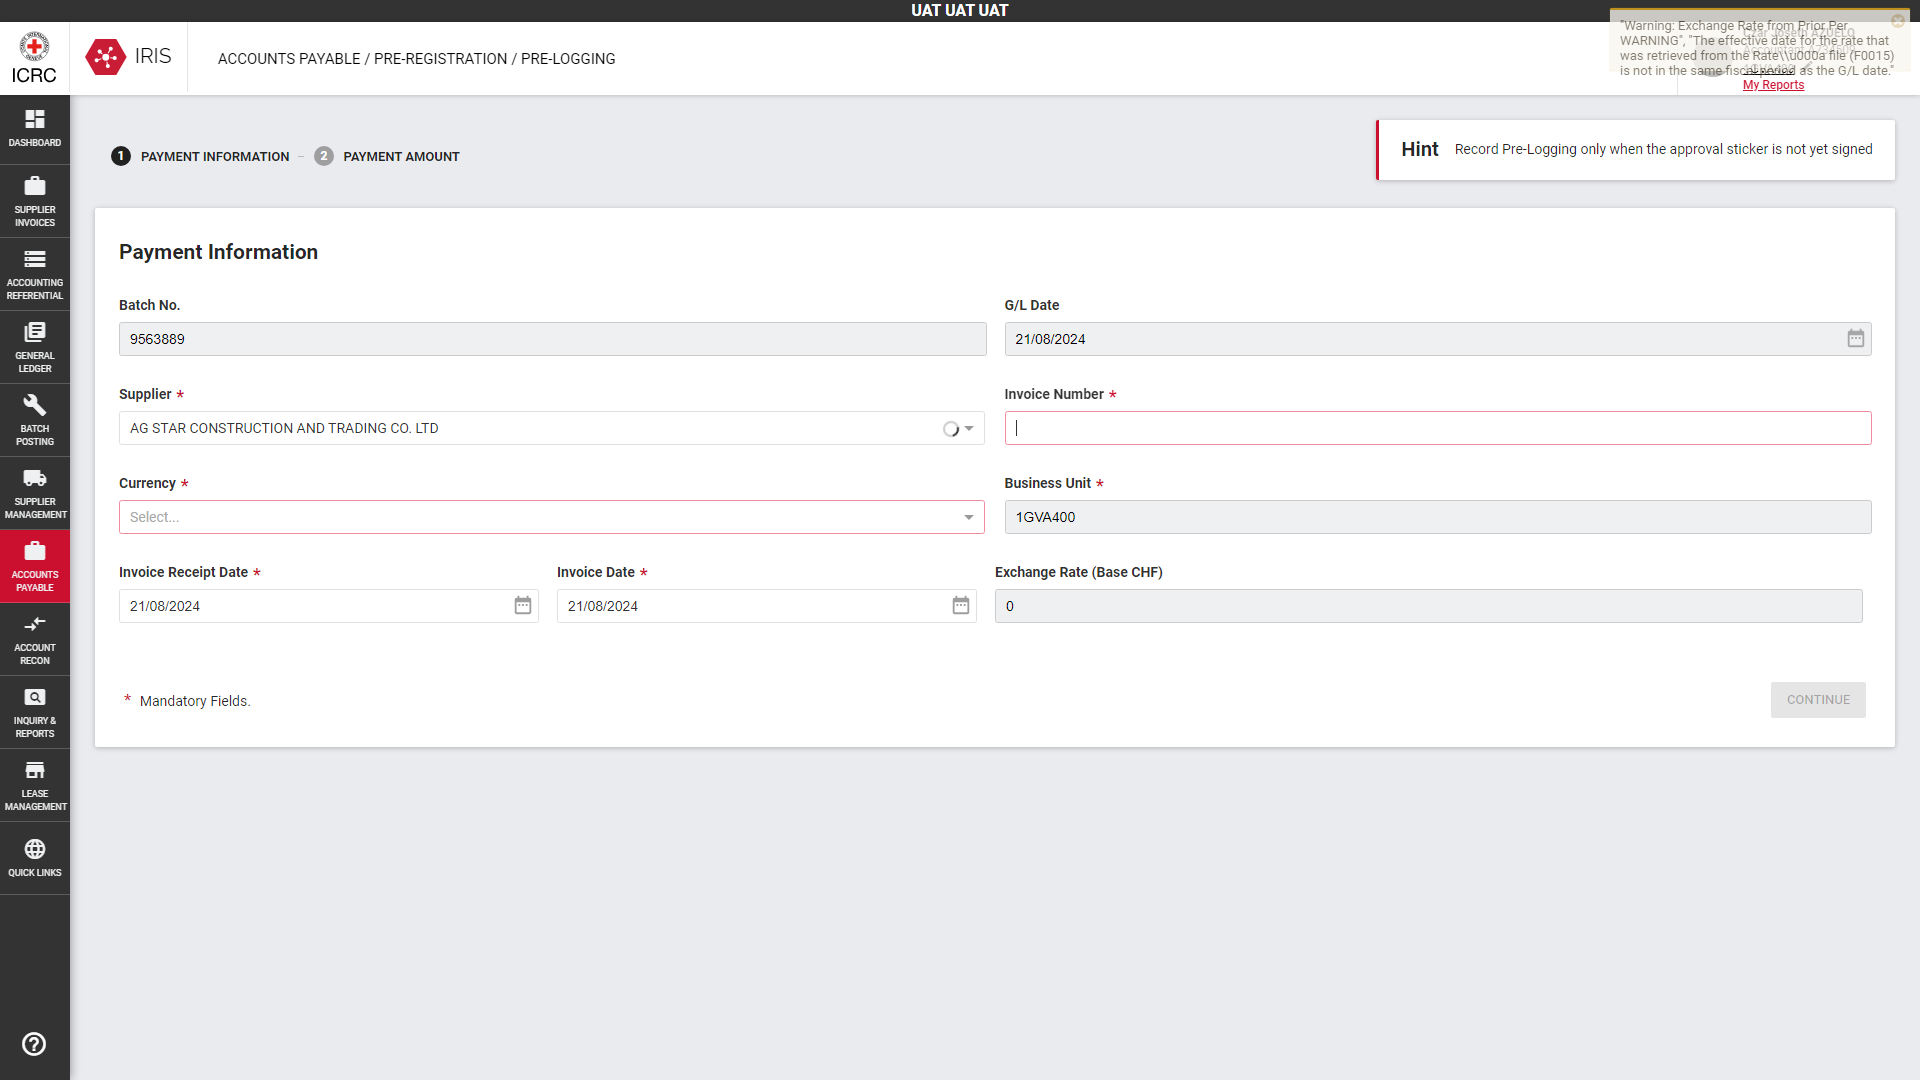 UAT UAT UAT
ICRC
IRIS
ACCOUNTS PAYABLE / PRE-REGISTRATION / PRE-LOGGING
"Warning: Exchange Rate from Prior Per
WARNING", "The effective date for the rate that
was retrieved from the Rate\\u000a file (F0015)
is not in the same fiscal period as the G/L date."
My Reports
DASHBOARD
SUPPLIER
INVOICES
ACCOUNTING
REFERENTIAL
GENERAL
LEDGER
BATCH
POSTING
SUPPLIER
MANAGEMENT
ACCOUNTS
PAYABLE
ACCOUNT
RECON
INQUIRY &
REPORTS
LEASE
MANAGEMENT
QUICK LINKS
1 PAYMENT INFORMATION – 2 PAYMENT AMOUNT
Hint Record Pre-Logging only when the approval sticker is not yet signed
Payment Information
Batch No.
9563889
G/L Date
21/08/2024
Supplier *
AG STAR CONSTRUCTION AND TRADING CO. LTD
Invoice Number *
Currency *
Select...
Business Unit *
1GVA400
Invoice Receipt Date *
21/08/2024
Invoice Date *
21/08/2024
Exchange Rate (Base CHF)
0
* Mandatory Fields.
CONTINUE